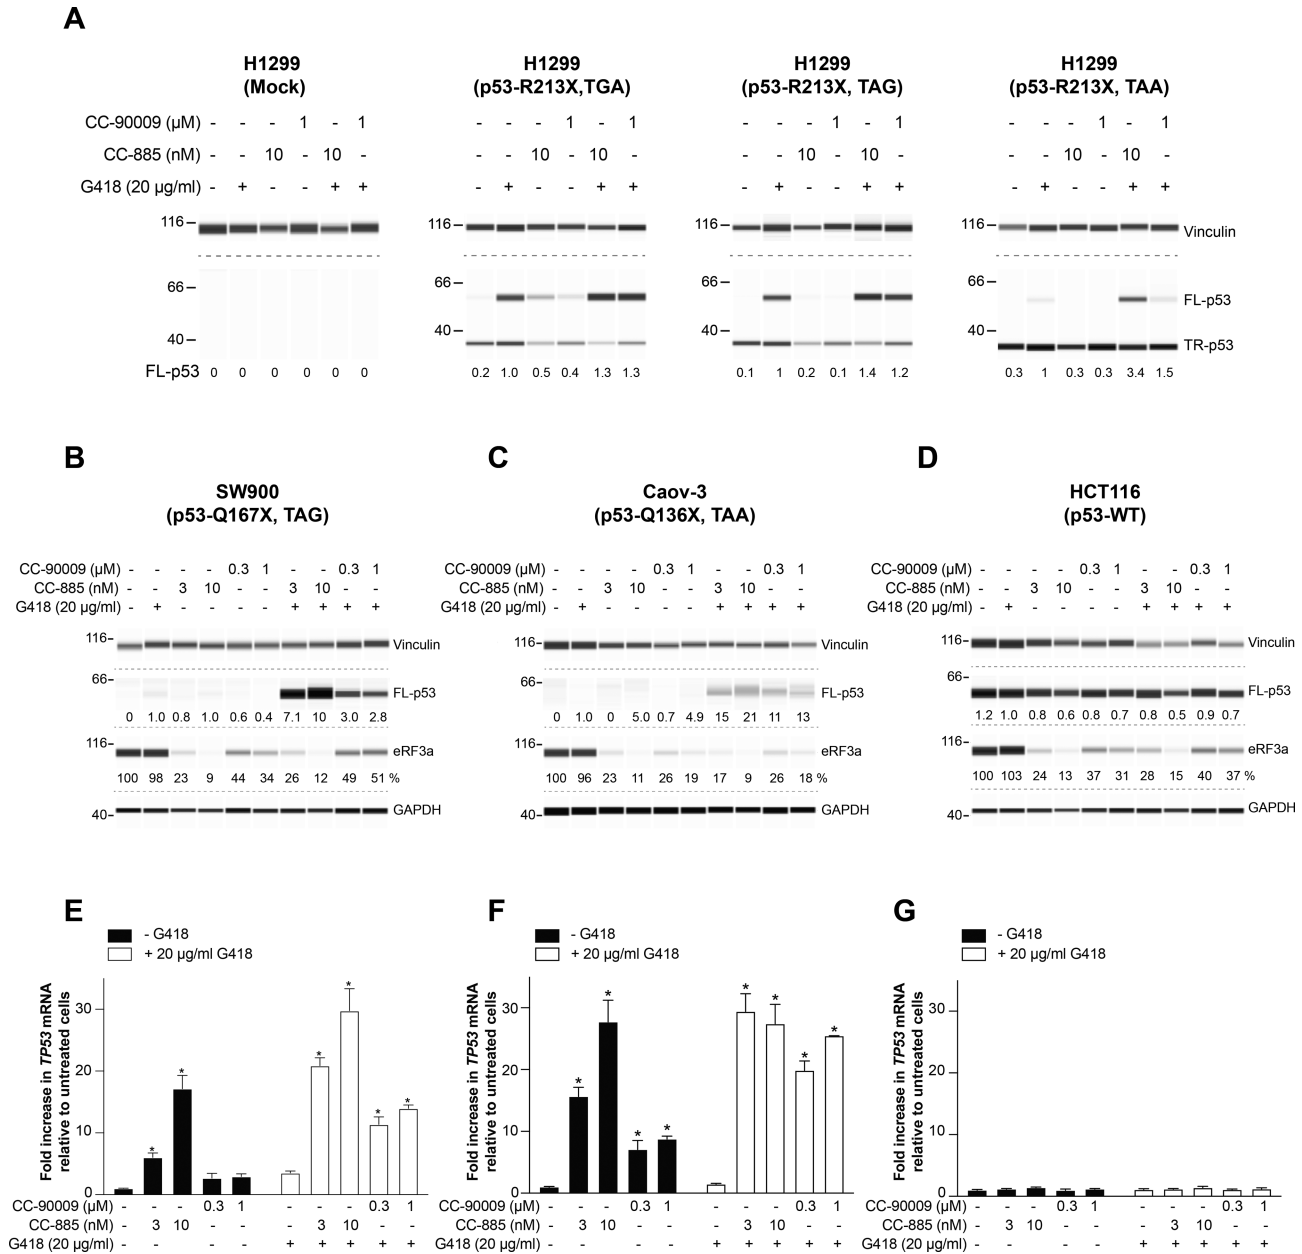 A
H1299
(Mock)
H1299
(p53-R213X,TGA)
H1299
(p53-R213X, TAG)
H1299
(p53-R213X, TAA)
CC-90009 (µM) - - - 1 - 1 - - - 1 - 1 - - - 1 - 1 - - - 1 - 1
CC-885 (nM) - - 10 - 10 - - - 10 - 10 - - - 10 - 10 - - - 10 - 10 -
G418 (20 µg/ml) - + - - + + - + - - + + - + - - + + - + - - + +
116 116 116 116 Vinculin
66 66 66 66 FL-p53
40 40 40 40 TR-p53
FL-p53 0 0 0 0 0 0 0.2 1.0 0.5 0.4 1.3 1.3 0.1 1 0.2 0.1 1.4 1.2 0.3 1 0.3 0.3 3.4 1.5
B
SW900
(p53-Q167X, TAG)
CC-90009 (µM) - - - - 0.3 1 - - 0.3 1
CC-885 (nM) - - 3 10 - - 3 10 - -
G418 (20 µg/ml) - + - - - - + + + +
116- Vinculin
66- FL-p53
0 1.0 0.8 1.0 0.6 0.4 7.1 10 3.0 2.8
116- eRF3a
100 98 23 9 44 34 26 12 49 51 %
40- GAPDH
C
Caov-3
(p53-Q136X, TAA)
CC-90009 (µM) - - - - 0.3 1 - - 0.3 1
CC-885 (nM) - - 3 10 - - 3 10 - -
G418 (20 µg/ml) - + - - - - + + + +
116- Vinculin
66- FL-p53
0 1.0 0 5.0 0.7 4.9 15 21 11 13
116- eRF3a
100 96 23 11 26 19 17 9 26 18 %
40- GAPDH
D
HCT116
(p53-WT)
CC-90009 (µM) - - - - 0.3 1 - - 0.3 1
CC-885 (nM) - - 3 10 - - 3 10 - -
G418 (20 µg/ml) - + - - - - + + + +
116- Vinculin
66- FL-p53
1.2 1.0 0.8 0.6 0.8 0.7 0.8 0.5 0.9 0.7
116- eRF3a
100 103 24 13 37 31 28 15 40 37 %
40- GAPDH
E
- G418
+ 20 µg/ml G418
Fold increase in TP53 mRNA
relative to untreated cells
30
20
10
0
* * * * * *
CC-90009 (µM) - - - 0.3 1 - - - 0.3 1
CC-885 (nM) - 3 10 - - - 3 10 - -
G418 (20 µg/ml) - - - - - + + + + +
F
- G418
+ 20 µg/ml G418
Fold increase in TP53 mRNA
relative to untreated cells
30
20
10
0
* * * * * * * *
CC-90009 (µM) - - - 0.3 1 - - - 0.3 1
CC-885 (nM) - 3 10 - - - 3 10 - -
G418 (20 µg/ml) - - - - - + + + + +
G
- G418
+ 20 µg/ml G418
Fold increase in TP53 mRNA
relative to untreated cells
30
20
10
0
CC-90009 (µM) - - - 0.3 1 - - - 0.3 1
CC-885 (nM) - 3 10 - - - 3 10 - -
G418 (20 µg/ml) - - - - - + + + + +